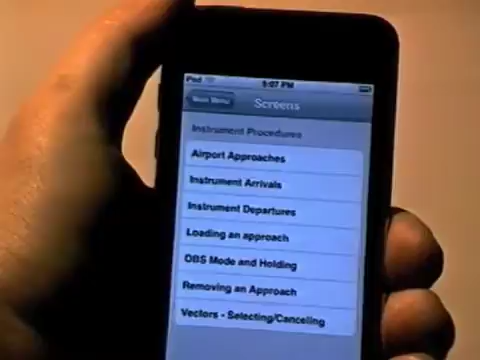 iPod 5:07 PM
Main Menu Screens
Instrument Procedures
Airport Approaches
Instrument Arrivals
Instrument Departures
Loading an approach
OBS Mode and Holding
Removing an Approach
Vectors - Selecting/Canceling